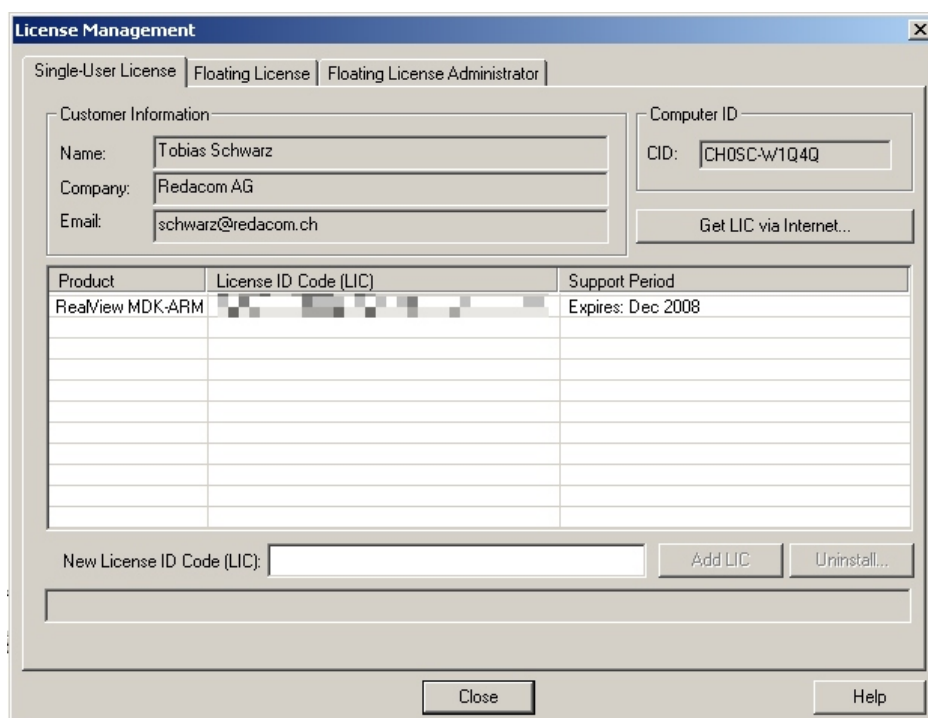 License Management
Single-User License
Floating License
Floating License Administrator
Customer Information
Name: Tobias Schwarz
Company: Redacom AG
Email: schwarz@redacom.ch
Computer ID
CID: CH0SC-W1Q4Q
Get LIC via Internet...
Product License ID Code (LIC) Support Period
RealView MDK-ARM Expires: Dec 2008
New License ID Code (LIC): Add LIC Uninstall...
Close Help